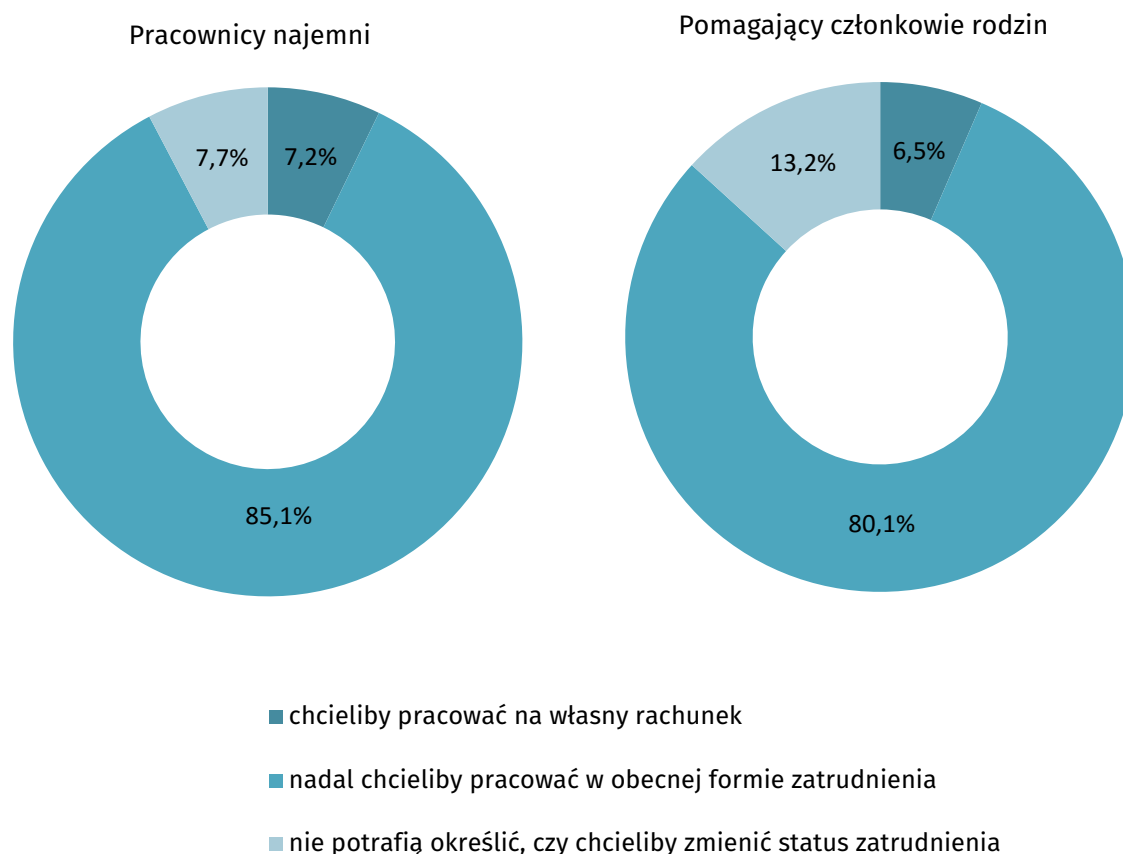 Pracownicy najemni
Pomagający członkowie rodzin
7,7%
7,2%
85,1%
13,2%
6,5%
80,1%
chcieliby pracować na własny rachunek
nadal chcieliby pracować w obecnej formie zatrudnienia
nie potrafią określić, czy chcieliby zmienić status zatrudnienia